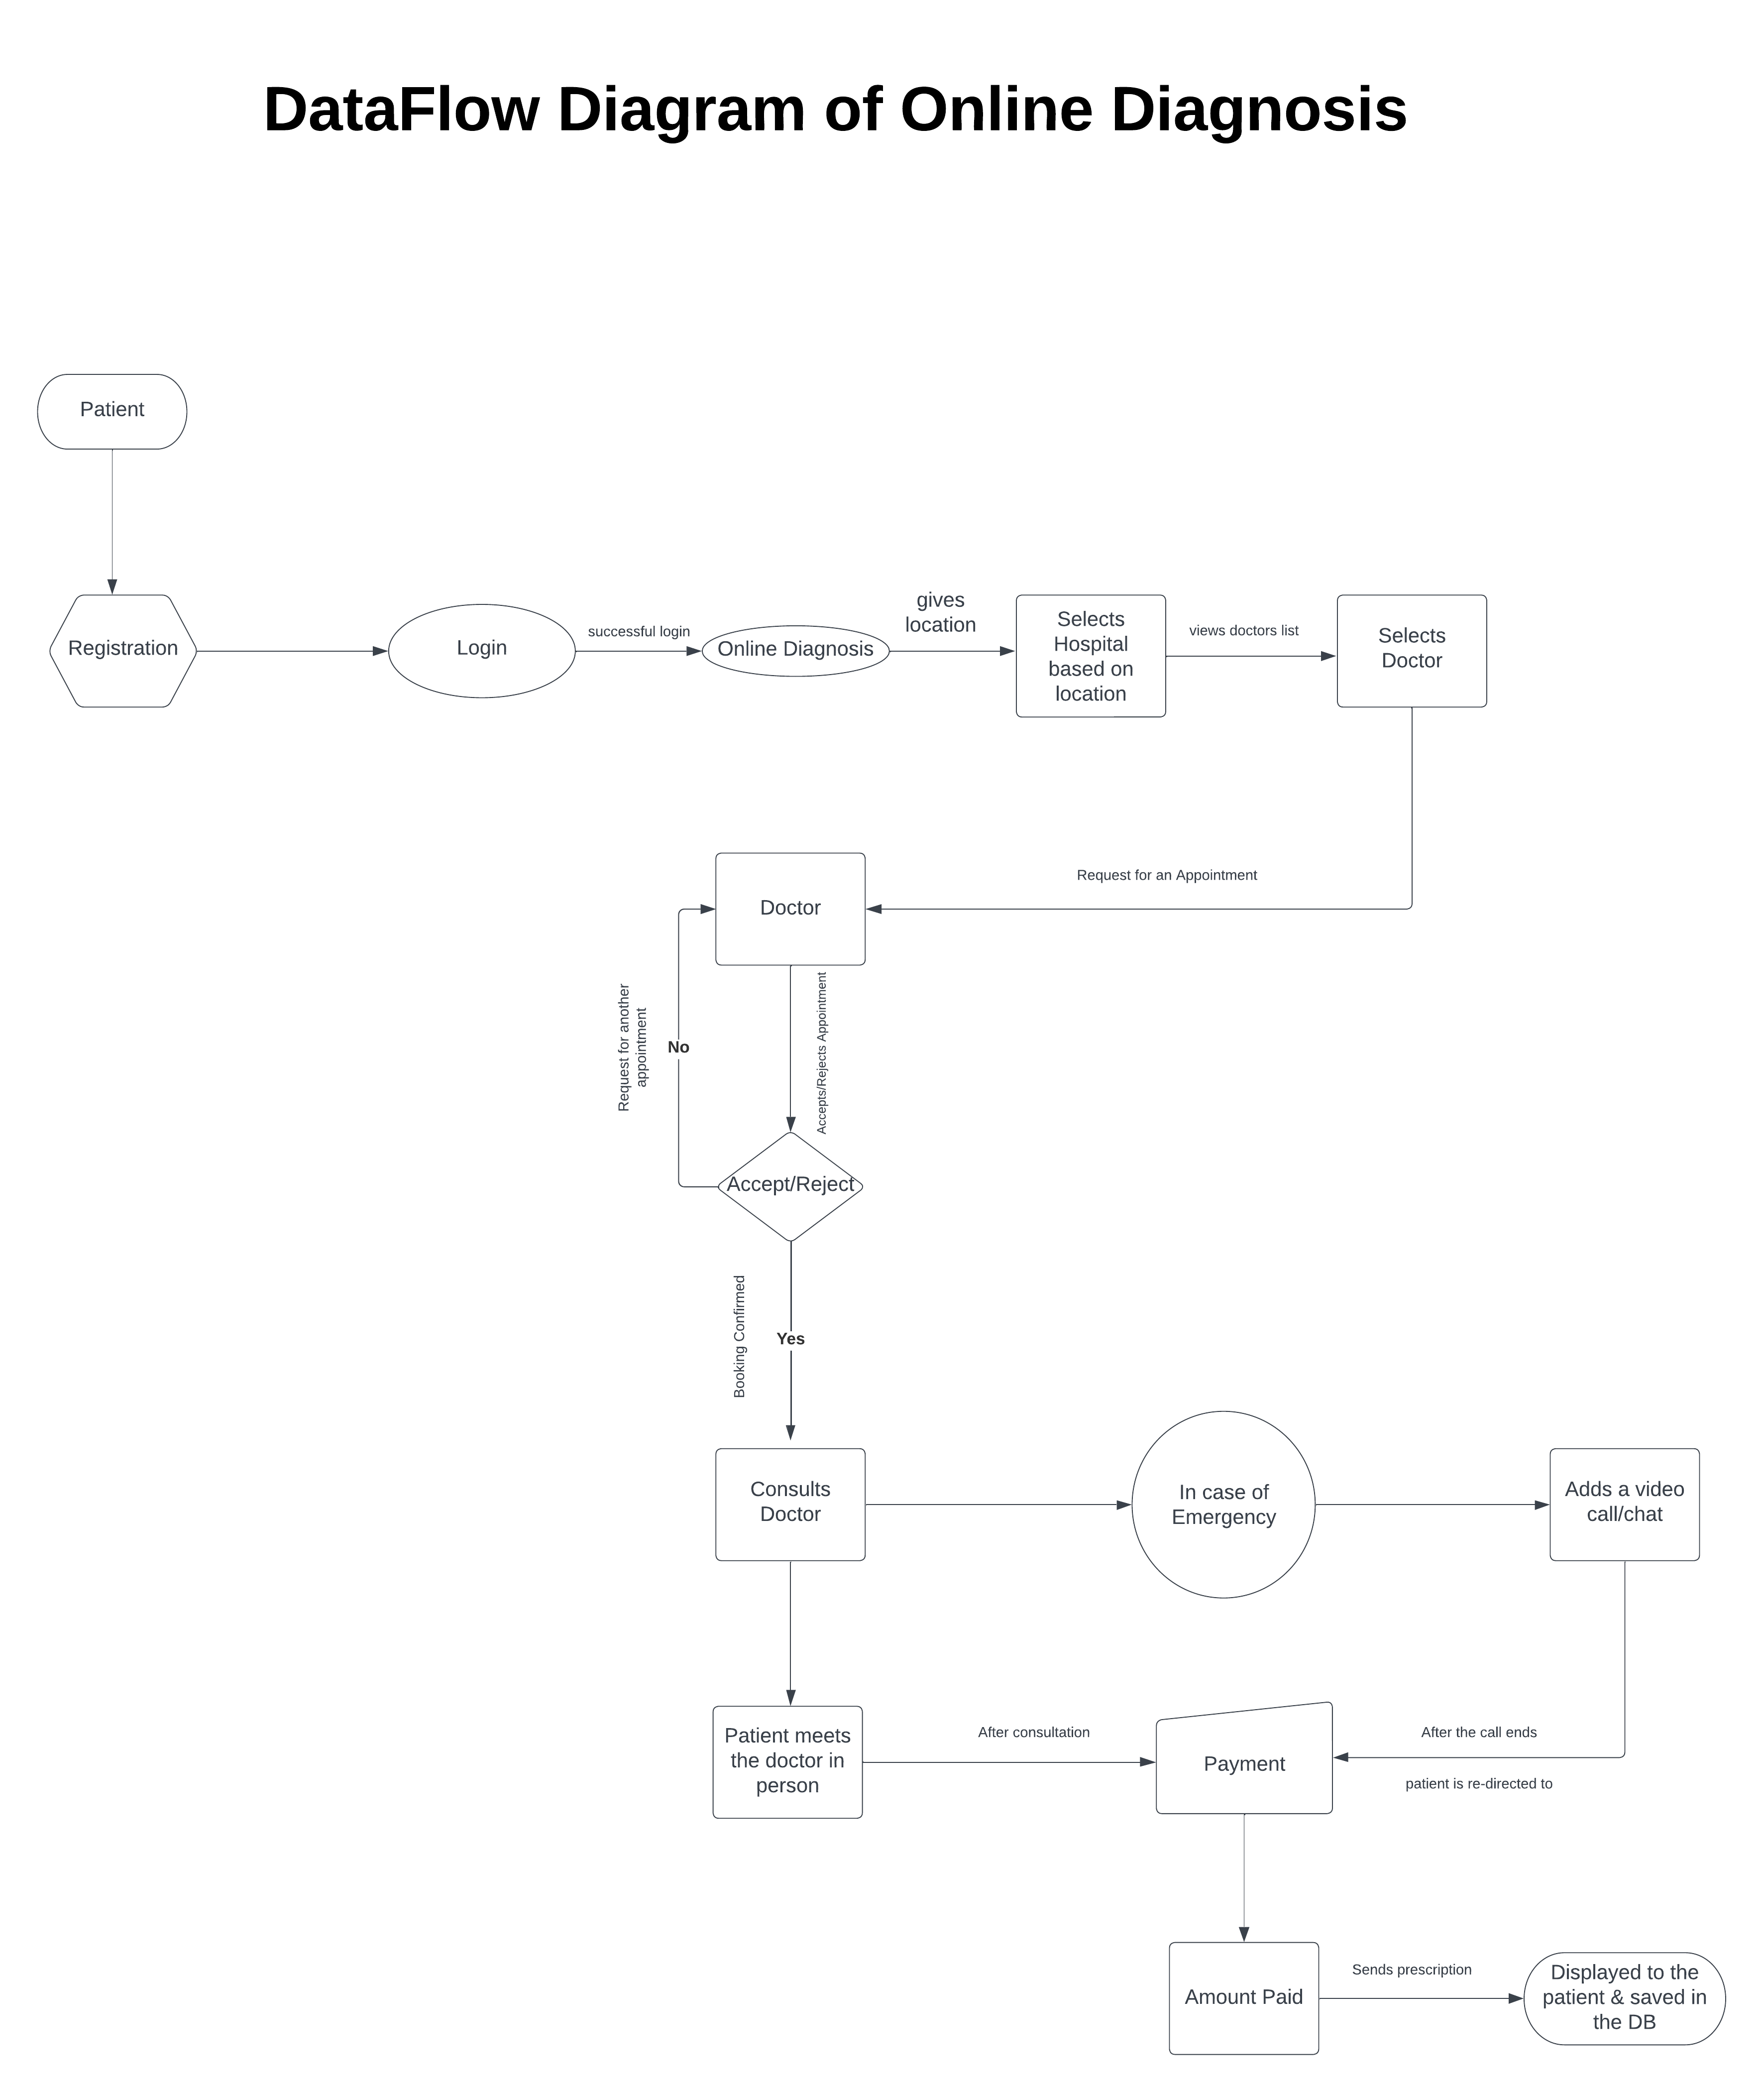 DataFlow Diagram of Online Diagnosis
Patient
Registration
Login
successful login
Online Diagnosis
gives
location
Selects
Hospital
based on
location
views doctors list
Selects
Doctor
Request for an Appointment
Doctor
Accepts/Rejects Appointment
Request for another
appointment
No
Accept/Reject
Booking Confirmed
Yes
Consults
Doctor
In case of
Emergency
Adds a video
call/chat
Patient meets
the doctor in
person
After consultation
Payment
After the call ends
patient is re-directed to
Amount Paid
Sends prescription
Displayed to the
patient & saved in
the DB